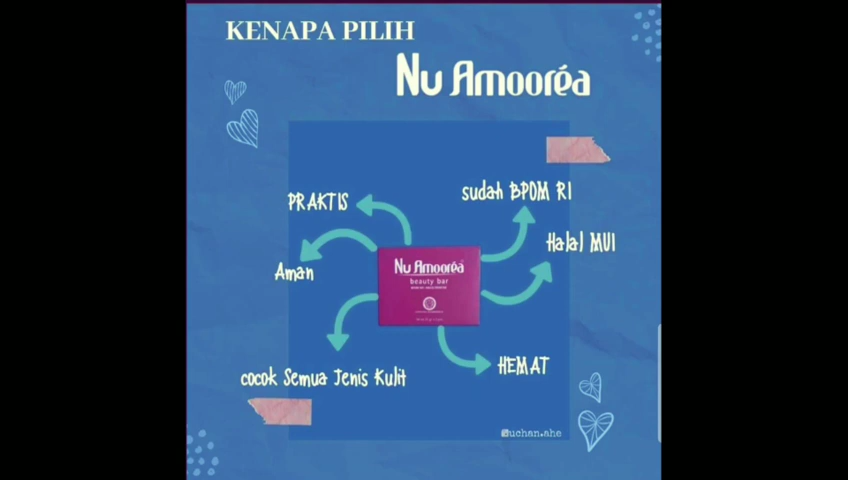 KENAPA PILIH
Nu Amooréa
PRAKTIS
sudah BPOM RI
Halal MUI
Aman
Nu Amooréa
beauty bar
HEMAT
cocok Semua Jenis Kulit
uchan.ahe